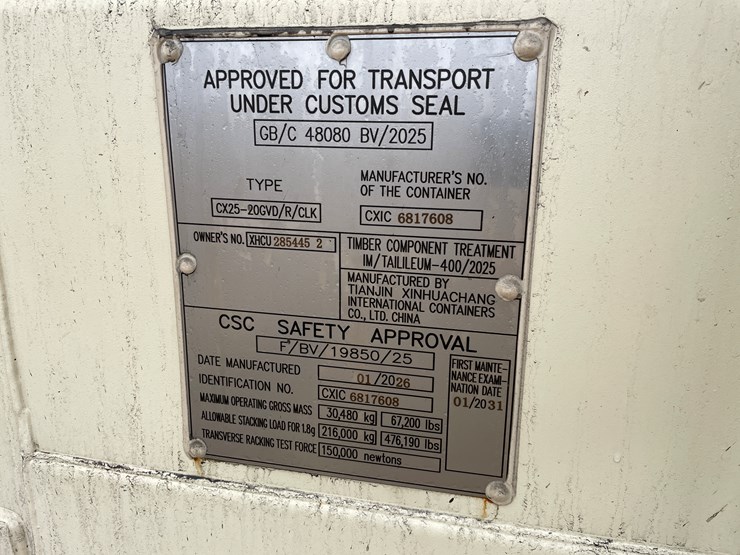 APPROVED FOR TRANSPORT
UNDER CUSTOMS SEAL
GB/C 48080 BV/2025
TYPE
CX25-20GVD/R/CLK
MANUFACTURER'S NO.
OF THE CONTAINER
CXIC 6817608
OWNER'S NO. XHCU 285445 2
TIMBER COMPONENT TREATMENT
IM/TAILILEUM-400/2025
MANUFACTURED BY
TIANJIN XINHUACHANG
INTERNATIONAL CONTAINERS
CO., LTD. CHINA
CSC SAFETY APPROVAL
F/BV/19850/25
DATE MANUFACTURED 01/2026
IDENTIFICATION NO. CXIC 6817608
MAXIMUM OPERATING GROSS MASS 30,480 kg 67,200 lbs
ALLOWABLE STACKING LOAD FOR 1.8g 216,000 kg 476,190 lbs
TRANSVERSE RACKING TEST FORCE 150,000 newtons
FIRST MAINTE-
NANCE EXAMI-
NATION DATE
01/2031